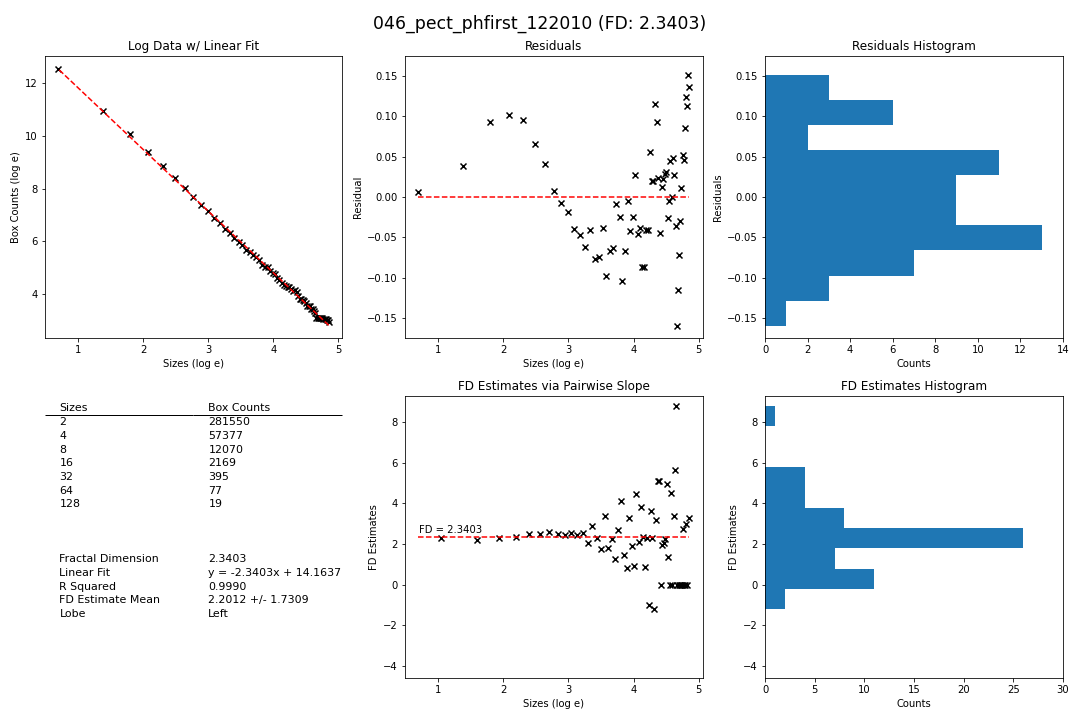 046_pect_phfirst_122010 (FD: 2.3403)
Log Data w/ Linear Fit
Box Counts (log e)
12
10
8
6
4
1 2 3 4 5
Sizes (log e)
Residuals
Residual
0.15
0.10
0.05
0.00
−0.05
−0.10
−0.15
1 2 3 4 5
Sizes (log e)
Residuals Histogram
Residuals
0.15
0.10
0.05
0.00
−0.05
−0.10
−0.15
0 2 4 6 8 10 12 14
Counts
Sizes Box Counts
2 281550
4 57377
8 12070
16 2169
32 395
64 77
128 19
Fractal Dimension 2.3403
Linear Fit y = -2.3403x + 14.1637
R Squared 0.9990
FD Estimate Mean 2.2012 +/- 1.7309
Lobe Left
FD Estimates via Pairwise Slope
FD Estimates
8
6
4
2
0
−2
−4
FD = 2.3403
1 2 3 4 5
Sizes (log e)
FD Estimates Histogram
FD Estimates
8
6
4
2
0
−2
−4
0 5 10 15 20 25 30
Counts